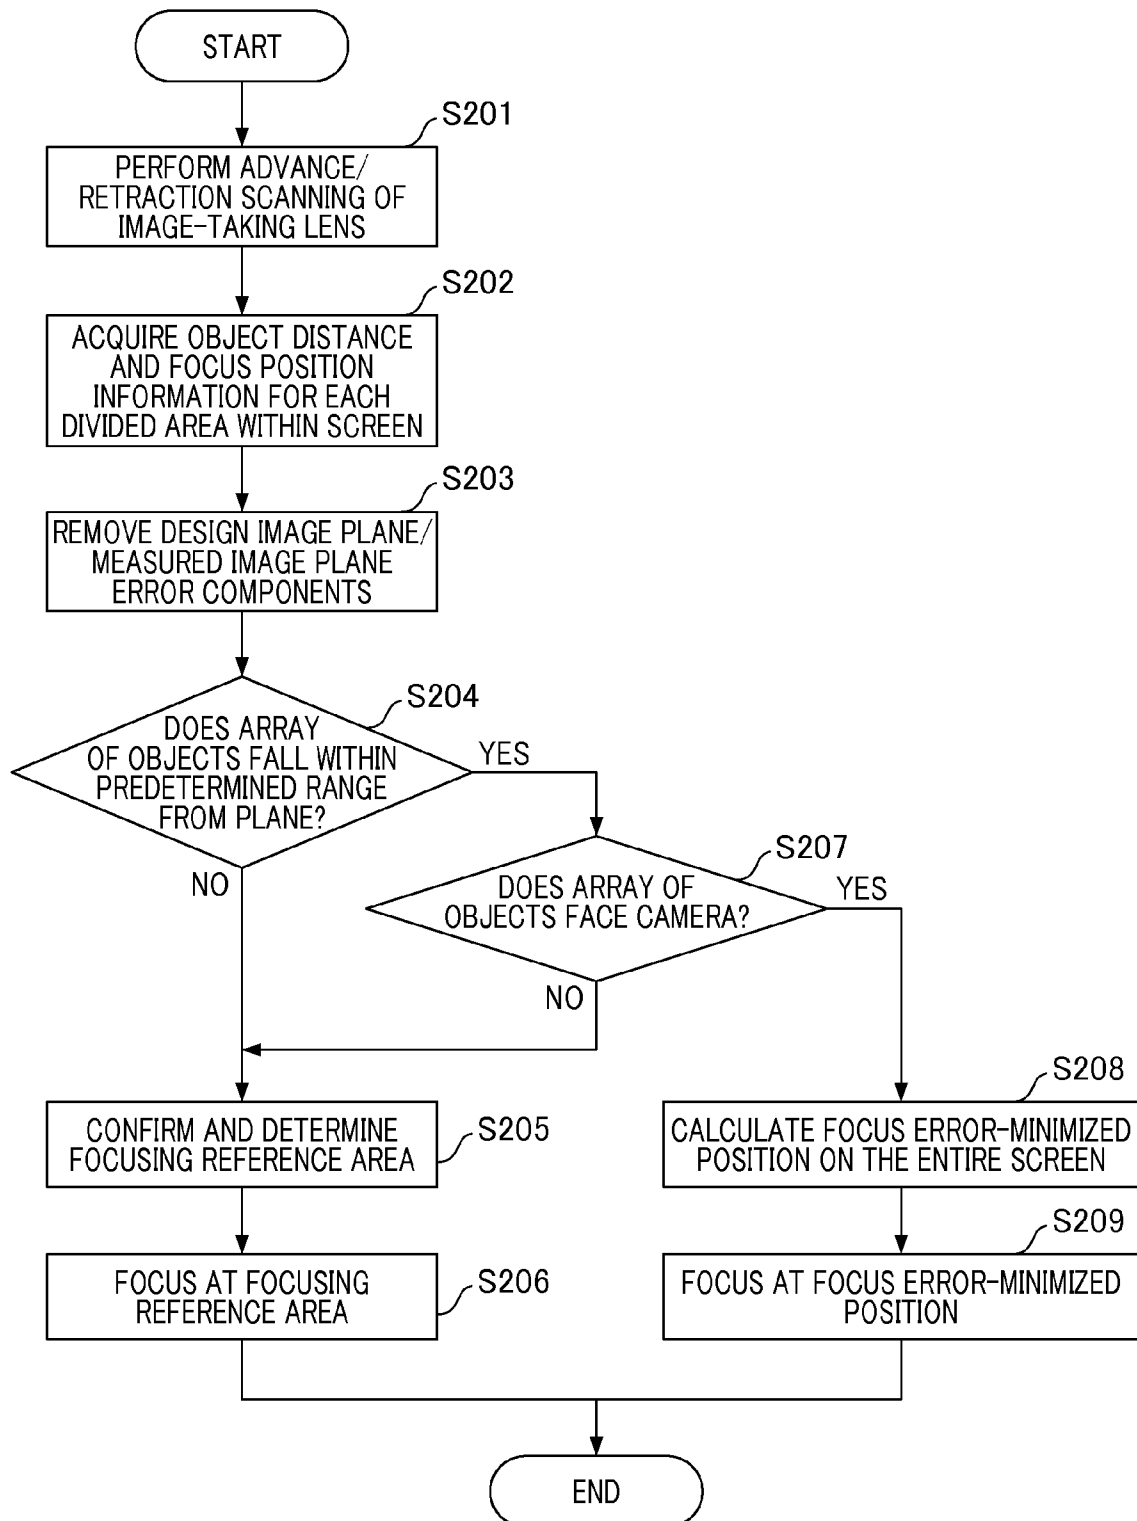 START
S201
PERFORM ADVANCE/
RETRACTION SCANNING OF
IMAGE-TAKING LENS
S202
ACQUIRE OBJECT DISTANCE
AND FOCUS POSITION
INFORMATION FOR EACH
DIVIDED AREA WITHIN SCREEN
S203
REMOVE DESIGN IMAGE PLANE/
MEASURED IMAGE PLANE
ERROR COMPONENTS
S204
DOES ARRAY
OF OBJECTS FALL WITHIN
PREDETERMINED RANGE
FROM PLANE?
YES
NO
S207
DOES ARRAY OF
OBJECTS FACE CAMERA?
YES
NO
S205
CONFIRM AND DETERMINE
FOCUSING REFERENCE AREA
S206
FOCUS AT FOCUSING
REFERENCE AREA
S208
CALCULATE FOCUS ERROR-MINIMIZED
POSITION ON THE ENTIRE SCREEN
S209
FOCUS AT FOCUS ERROR-MINIMIZED
POSITION
END